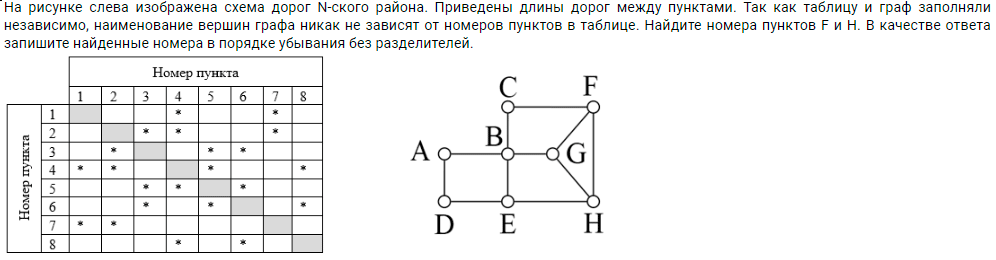 На рисунке слева изображена схема дорог N-ского района. Приведены длины дорог между пунктами. Так как таблицу и граф заполняли
независимо, наименование вершин графа никак не зависят от номеров пунктов в таблице. Найдите номера пунктов F и H. В качестве ответа
запишите найденные номера в порядке убывания без разделителей.
Номер пункта
1 2 3 4 5 6 7 8
Номер пункта
1 * *
2 * * *
3 * * *
4 * * * *
5 * * *
6 * * *
7 * *
8 * *
C F
A B G
D E H